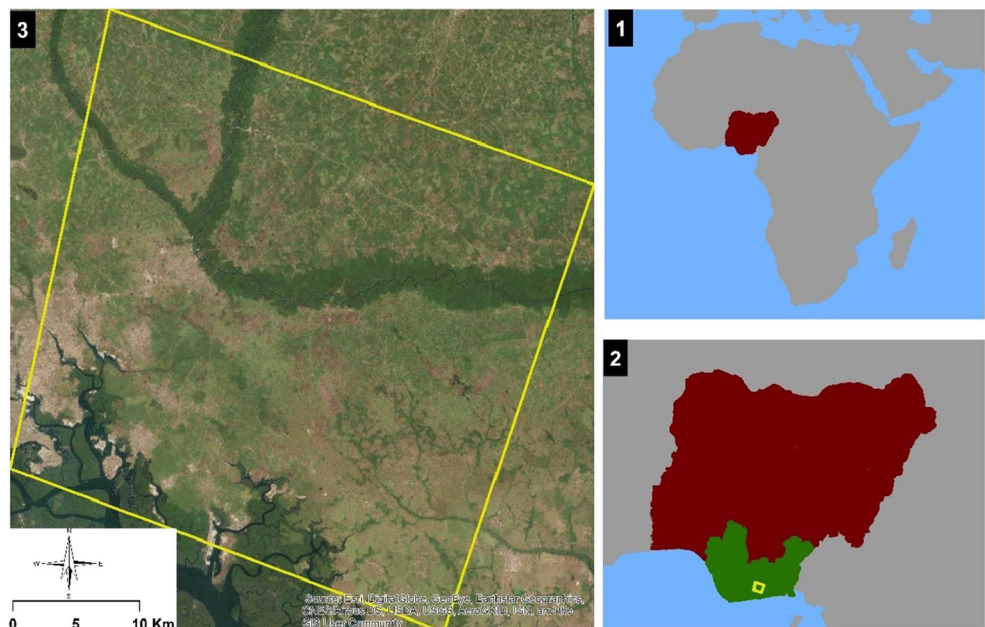 3
1
2
N
W
E
S
0 5 10 Km
Source: Esri, DigitalGlobe, GeoEye, Earthstar Geographics,
CNES/Airbus DS, USDA, USGS, AeroGRID, IGN, and the
GIS User Community